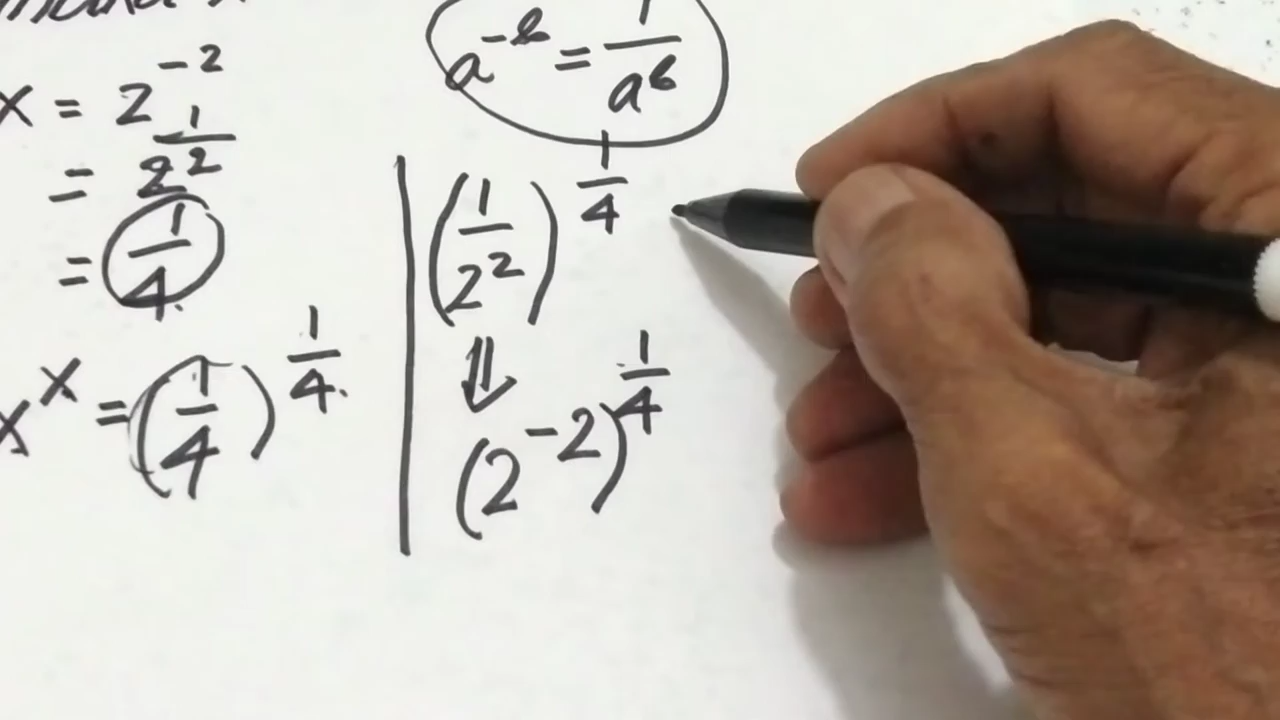 x = 2^-2
= 1/2^2
= 1/4
x^x = (1/4)^1/4
a^-b = 1/a^b
(1/2^2)^1/4
⇓
(2^-2)^1/4